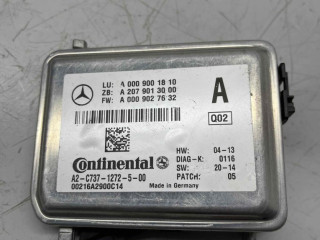 LU: A 000 900 18 10
ZB: A 207 901 30 00
FW: A 000 902 76 32
A
Q02
Continental
A2-C737-1272-5-00
00216A2900C14
HW: 04-13
DIAG-K: 0116
SW: 20-14
PATCH: 05
Made in Germany